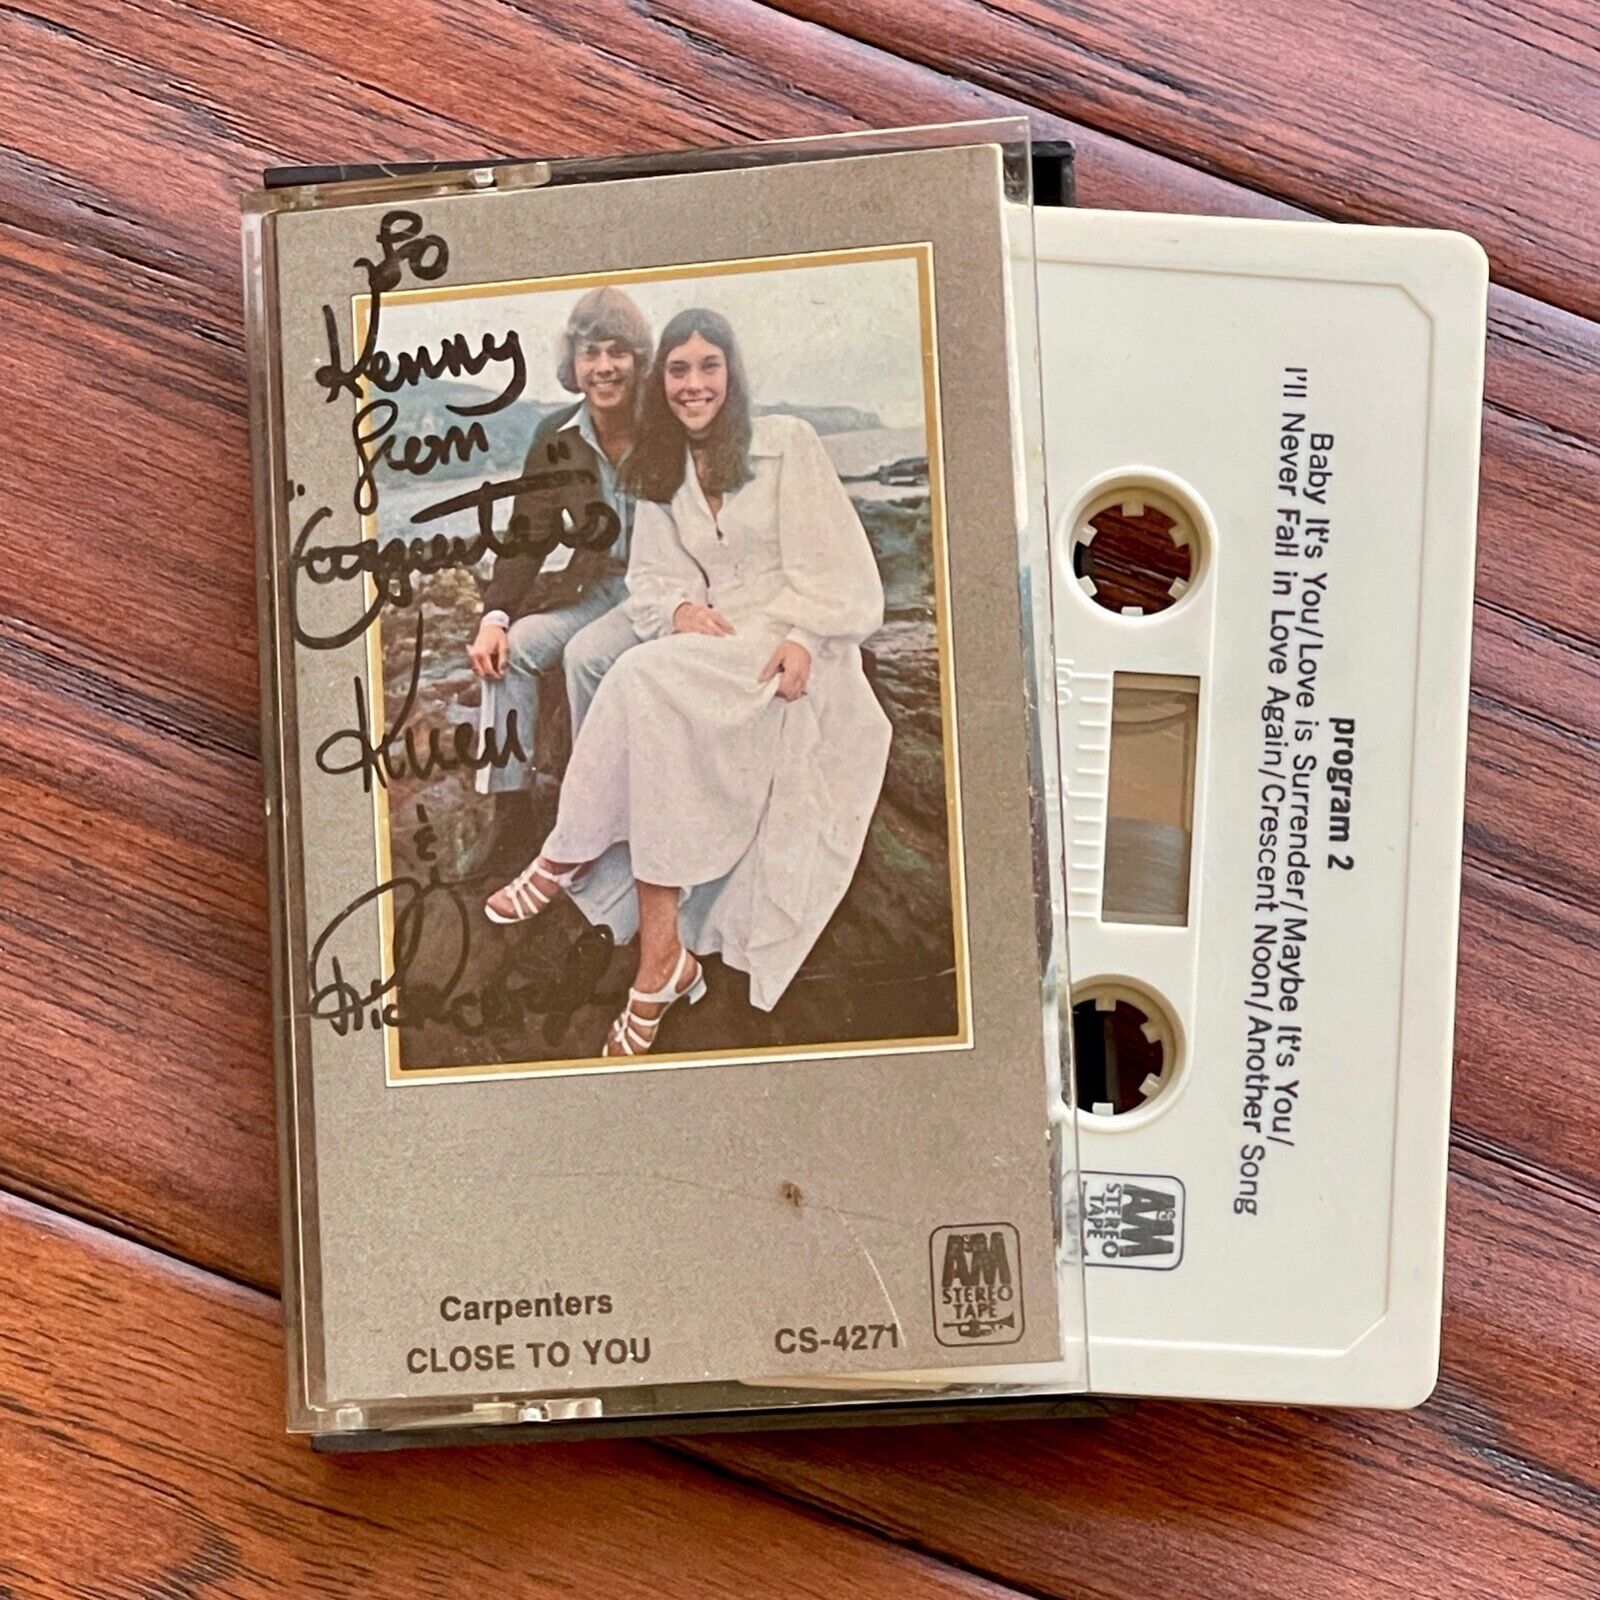 To
Kenny
from
"Carpenters"
Karen
&
Richard
Carpenters
CLOSE TO YOU
CS-4271
A&M
STEREO
TAPE
program 2
Baby It's You/Love is Surrender/Maybe It's You/
I'll Never Fall in Love Again/Crescent Noon/Another Song
A&M
STEREO
TAPE
100